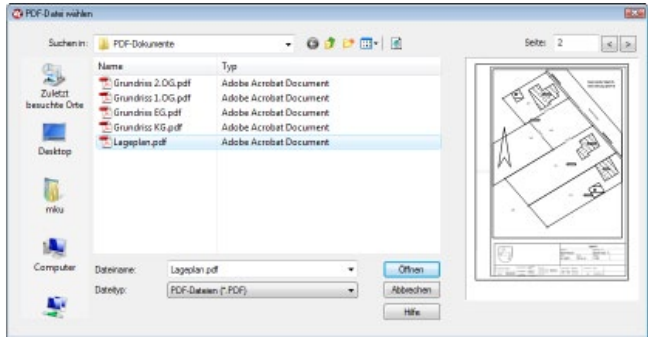 PDF-Datei wählen
Suchen in: PDF-Dokumente
Seite: 2 < >
Name Typ
Grundriss 2.OG.pdf Adobe Acrobat Document
Grundriss 1.OG.pdf Adobe Acrobat Document
Grundriss EG.pdf Adobe Acrobat Document
Grundriss KG.pdf Adobe Acrobat Document
Lageplan.pdf Adobe Acrobat Document
Zuletzt
besuchte Orte
Desktop
mku
Computer
Dateiname: Lageplan.pdf Öffnen
Dateityp: PDF-Dateien (*.PDF) Abbrechen
Hilfe